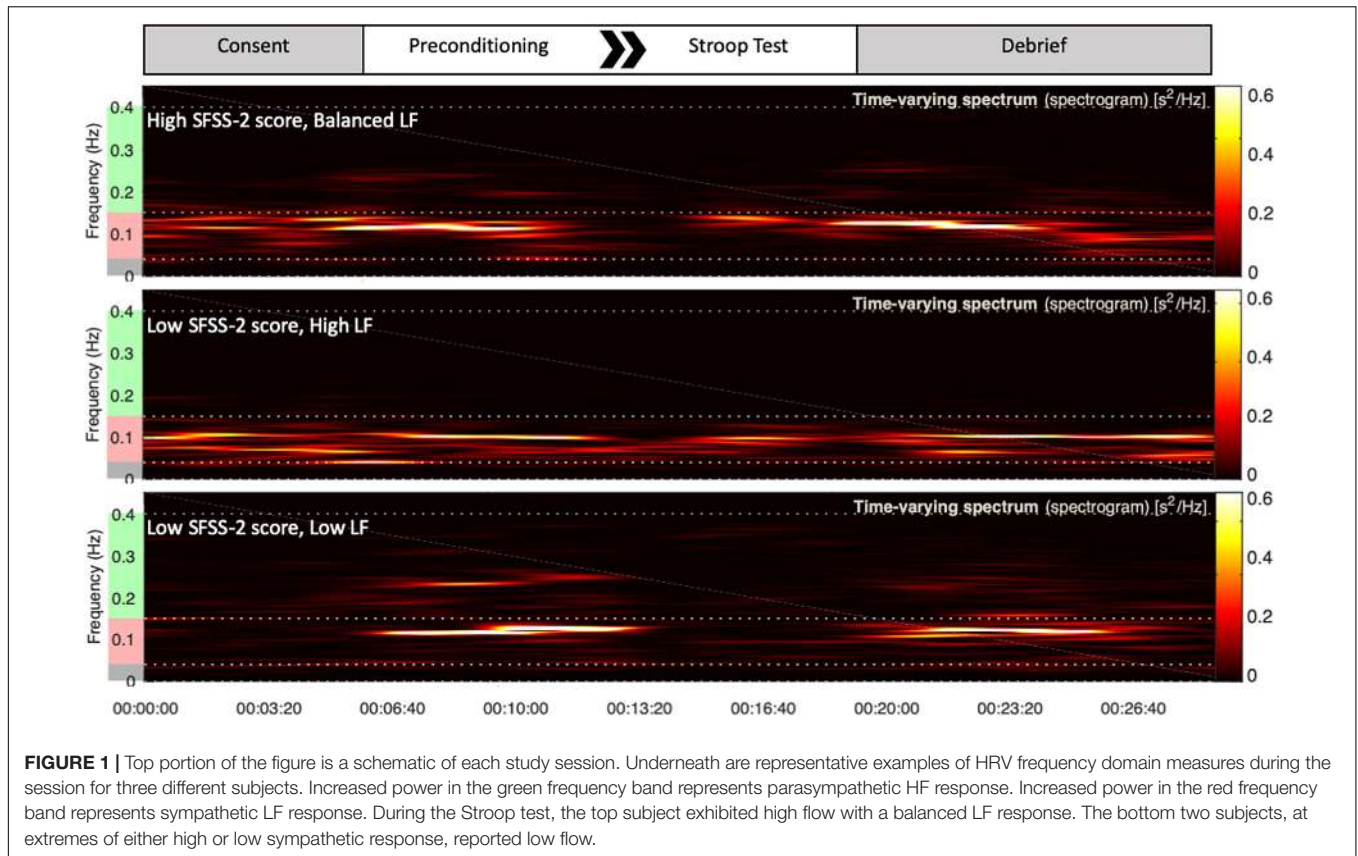 Consent Preconditioning Stroop Test Debrief
Time-varying spectrum (spectrogram) [s²/Hz]
High SFSS-2 score, Balanced LF
Frequency (Hz)
0.4
0.3
0.2
0.1
0
0.6
0.4
0.2
0
Time-varying spectrum (spectrogram) [s²/Hz]
Low SFSS-2 score, High LF
Frequency (Hz)
0.4
0.3
0.2
0.1
0
0.6
0.4
0.2
0
Time-varying spectrum (spectrogram) [s²/Hz]
Low SFSS-2 score, Low LF
Frequency (Hz)
0.4
0.3
0.2
0.1
0
0.6
0.4
0.2
0
00:00:00 00:03:20 00:06:40 00:10:00 00:13:20 00:16:40 00:20:00 00:23:20 00:26:40
FIGURE 1 | Top portion of the figure is a schematic of each study session. Underneath are representative examples of HRV frequency domain measures during the
session for three different subjects. Increased power in the green frequency band represents parasympathetic HF response. Increased power in the red frequency
band represents sympathetic LF response. During the Stroop test, the top subject exhibited high flow with a balanced LF response. The bottom two subjects, at
extremes of either high or low sympathetic response, reported low flow.